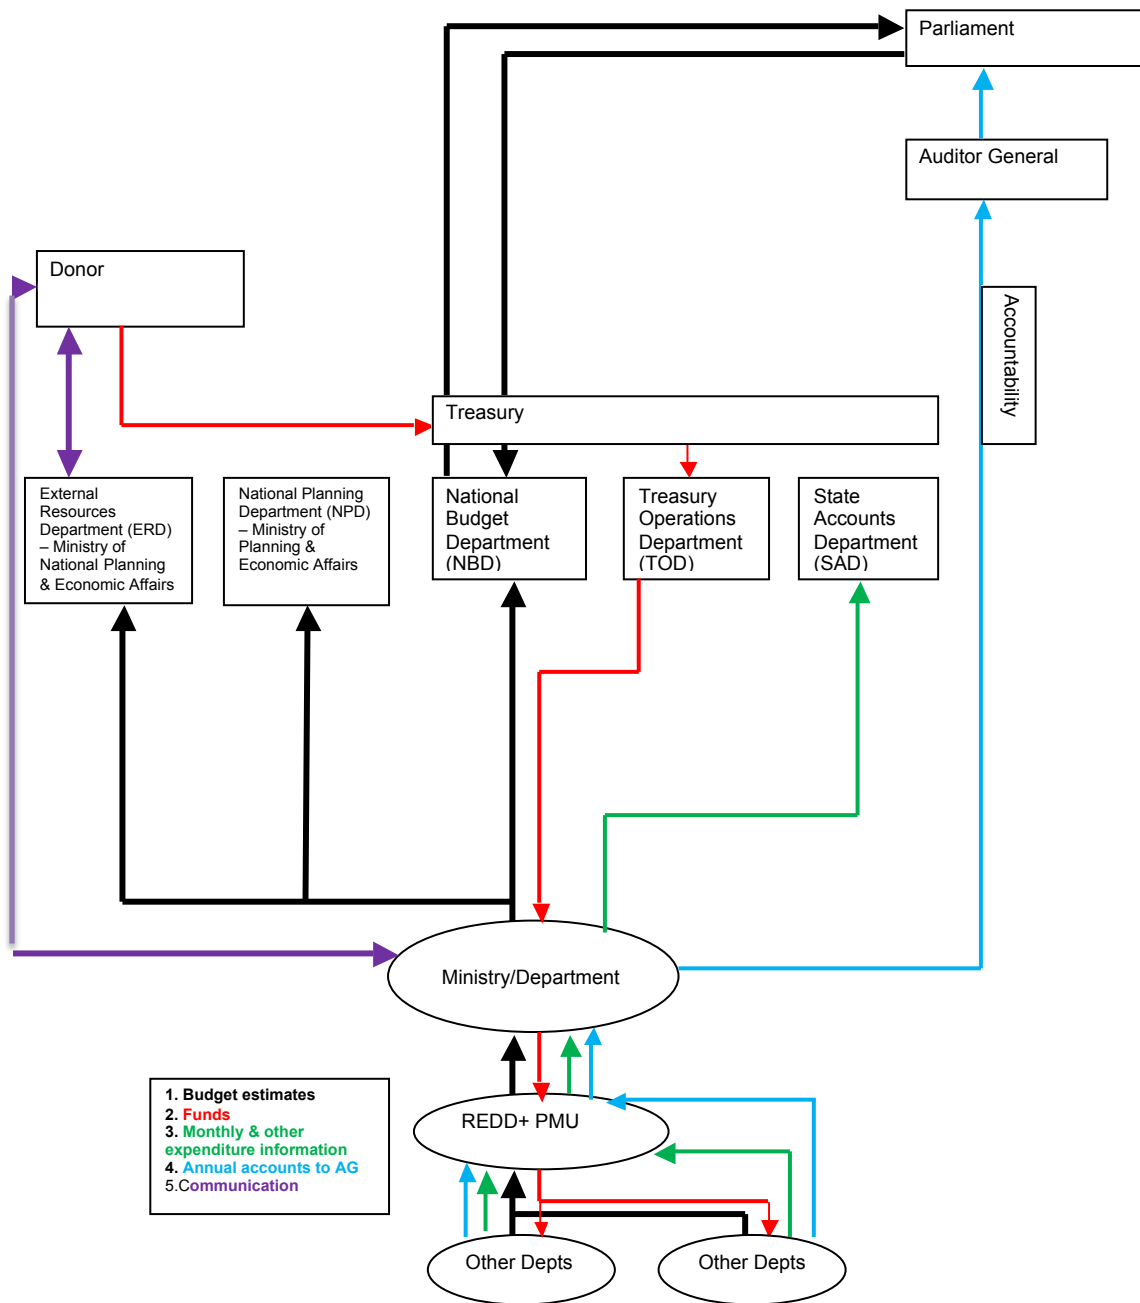 Parliament
Auditor General
Donor
Accountability
Treasury
External
Resources
Department (ERD)
– Ministry of
National Planning
& Economic Affairs
National Planning
Department (NPD)
– Ministry of
Planning &
Economic Affairs
National
Budget
Department
(NBD)
Treasury
Operations
Department
(TOD)
State
Accounts
Department
(SAD)
Ministry/Department
1. Budget estimates
2. Funds
3. Monthly & other
expenditure information
4. Annual accounts to AG
5.Communication
REDD+ PMU
Other Depts
Other Depts